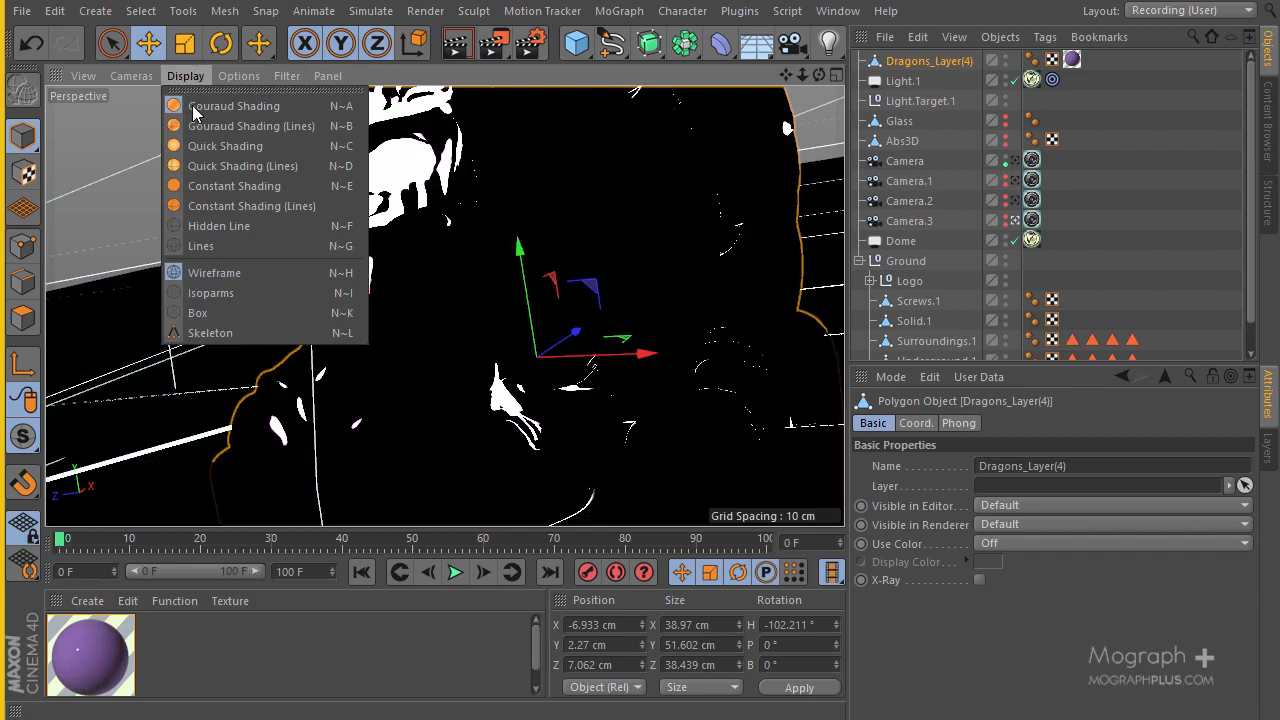 File Edit Create Select Tools Mesh Snap Animate Simulate Render Sculpt Motion Tracker MoGraph Character Plugins Script Window Help Layout: Recording (User)
X Y Z
File Edit View Objects Tags Bookmarks
View Cameras Display Options Filter Panel
Perspective
Gouraud Shading N~A
Gouraud Shading (Lines) N~B
Quick Shading N~C
Quick Shading (Lines) N~D
Constant Shading N~E
Constant Shading (Lines) N~F
Hidden Line N~F
Lines N~G
Wireframe N~H
Isoparms N~I
Box N~K
Skeleton N~L
Y
Z X
Grid Spacing : 10 cm
Dragons_Layer(4)
Light.1
Light.Target.1
Glass
Abs3D
Camera
Camera.1
Camera.2
Camera.3
Dome
Ground
Logo
Screws.1
Solid.1
Surroundings.1
Underground.1
Objects
Content Browser
Structure
Mode Edit User Data
Polygon Object [Dragons_Layer(4)]
Basic Coord. Phong
Basic Properties
Name Dragons_Layer(4)
Layer
Visible in Editor Default
Visible in Renderer Default
Use Color Off
Display Color
X-Ray
Attributes
Layers
0 10 20 30 40 50 60 70 80 90 100 0 F
0 F 0 F 100 F 100 F
Create Edit Function Texture
Position Size Rotation
X -6.933 cm X 38.97 cm H -102.211 °
Y 2.27 cm Y 51.602 cm P 0 °
Z 7.062 cm Z 38.439 cm B 0 °
Object (Rel) Size Apply
MAXON
CINEMA 4D
Mograph +
MOGRAPHPLUS.COM